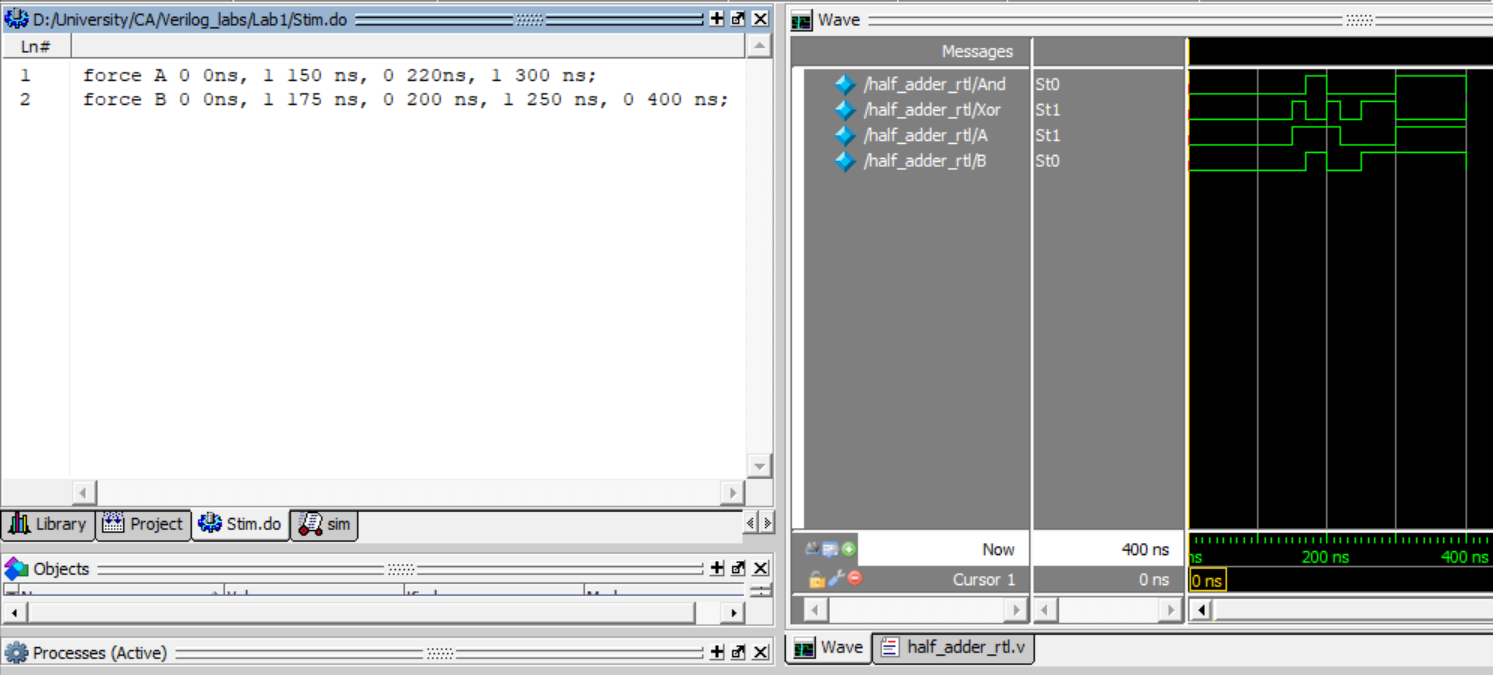 D:/University/CA/Verilog_labs/Lab1/Stim.do
Ln#
1 force A 0 0ns, 1 150 ns, 0 220ns, 1 300 ns;
2 force B 0 0ns, 1 175 ns, 0 200 ns, 1 250 ns, 0 400 ns;
Library Project Stim.do sim
Objects
Processes (Active)
Wave
Messages
/half_adder_rtl/And St0
/half_adder_rtl/Xor St1
/half_adder_rtl/A St1
/half_adder_rtl/B St0
Now 400 ns
ns 200 ns 400 ns
Cursor 1 0 ns 0 ns
Wave half_adder_rtl.v